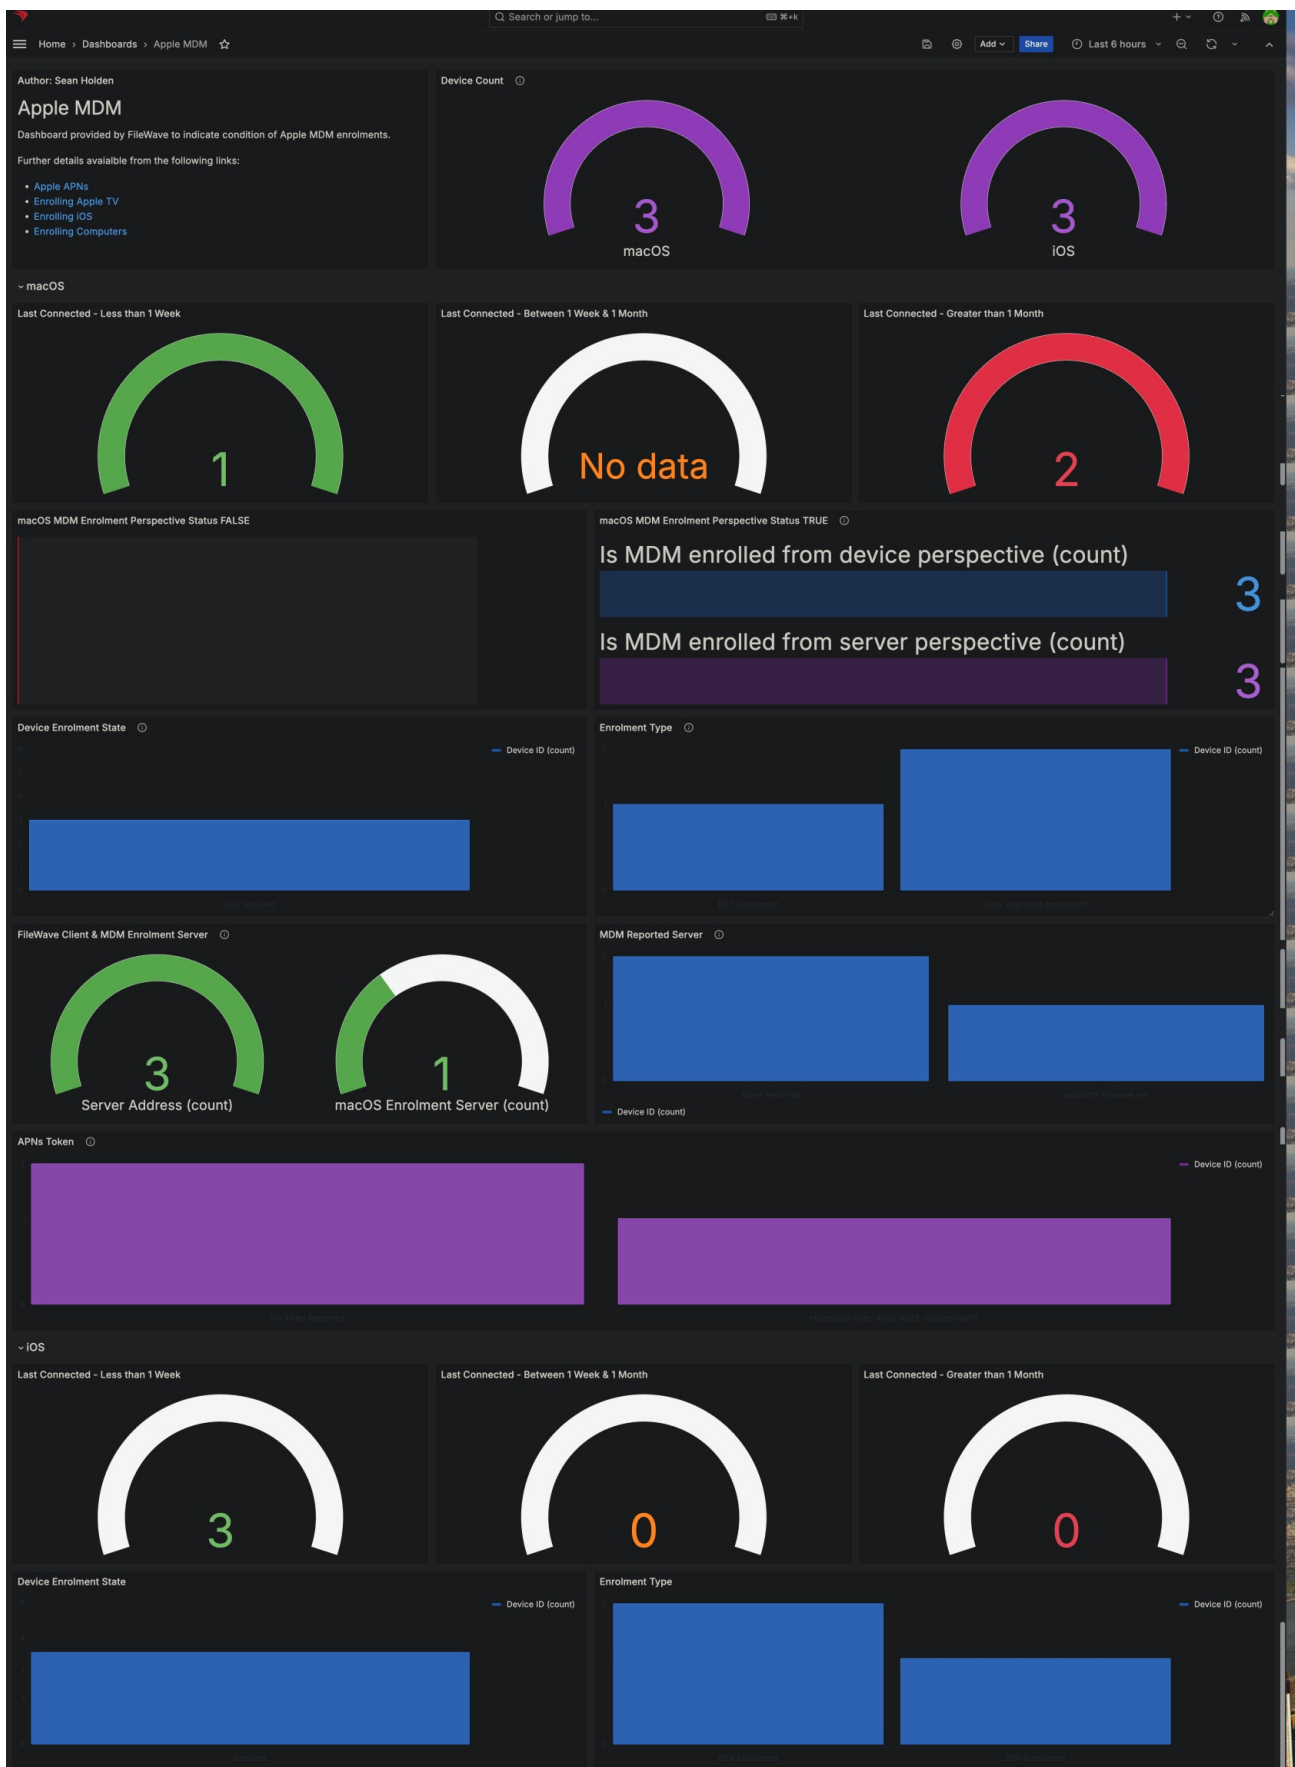 Search or jump to...
⌘+k
Home › Dashboards › Apple MDM
Add
Share
Last 6 hours
Author: Sean Holden
Apple MDM
Dashboard provided by FileWave to indicate condition of Apple MDM enrolments.
Further details avaialble from the following links:
• Apple APNs
• Enrolling Apple TV
• Enrolling iOS
• Enrolling Computers
Device Count
3
macOS
3
iOS
macOS
Last Connected - Less than 1 Week
1
Last Connected - Between 1 Week & 1 Month
No data
Last Connected - Greater than 1 Month
2
macOS MDM Enrolment Perspective Status FALSE
macOS MDM Enrolment Perspective Status TRUE
Is MDM enrolled from device perspective (count)
3
Is MDM enrolled from server perspective (count)
3
Device Enrolment State
Device ID (count)
Enrolment Type
Device ID (count)
FileWave Client & MDM Enrolment Server
3
Server Address (count)
1
macOS Enrolment Server (count)
MDM Reported Server
Device ID (count)
APNs Token
Device ID (count)
iOS
Last Connected - Less than 1 Week
3
Last Connected - Between 1 Week & 1 Month
0
Last Connected - Greater than 1 Month
0
Device Enrolment State
Device ID (count)
Enrolment Type
Device ID (count)